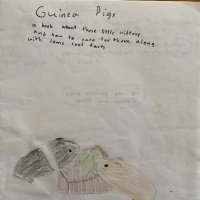 Guinea Pigs
a book about these little critters
and how to care for them along
with some cool facts